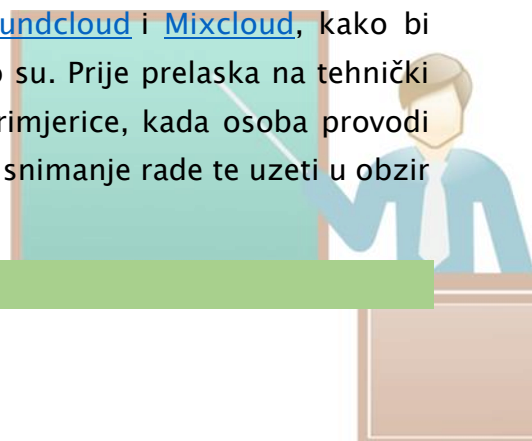 undcloud i Mixcloud, kako bi
su. Prije prelaska na tehnički
rimjerice, kada osoba provodi
snimanje rade te uzeti u obzir